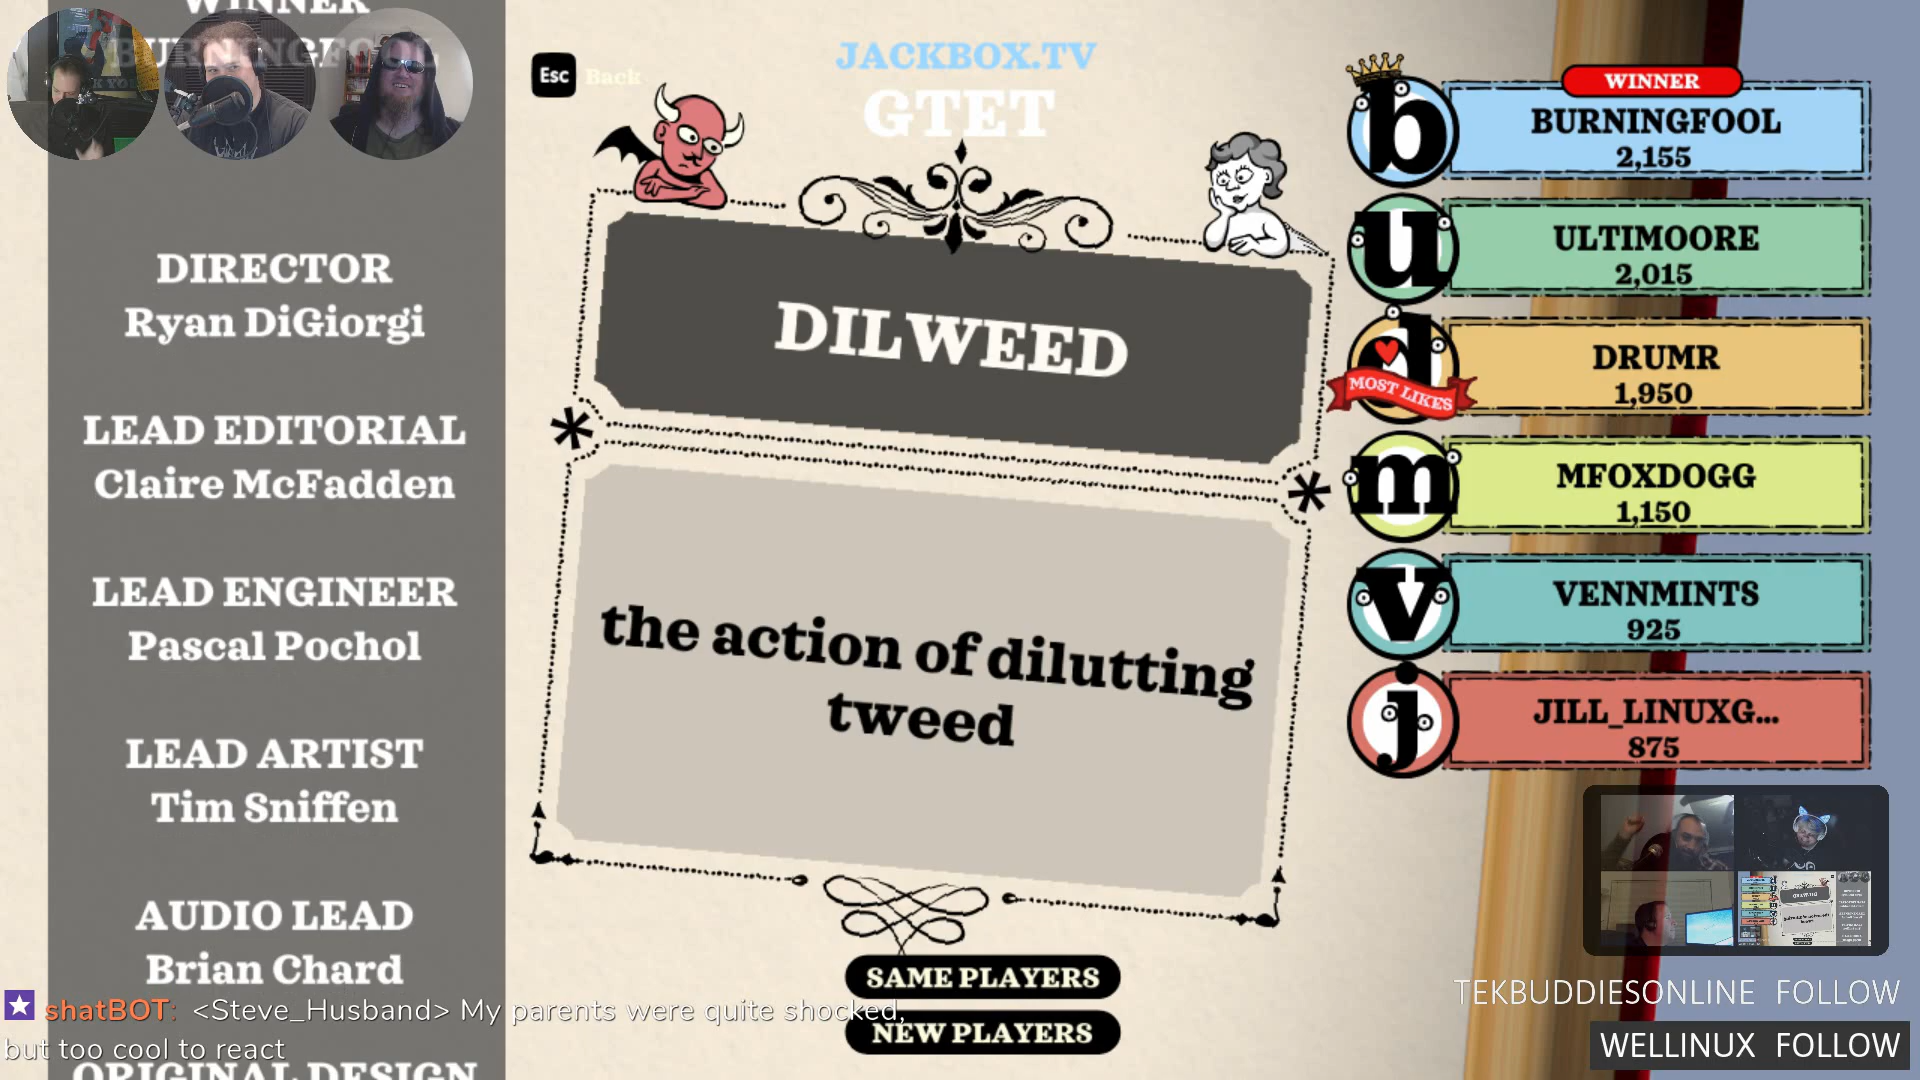 WINNER
BURNINGFOOL
DIRECTOR
Ryan DiGiorgi
LEAD EDITORIAL
Claire McFadden
LEAD ENGINEER
Pascal Pochol
LEAD ARTIST
Tim Sniffen
AUDIO LEAD
Brian Chard
ORIGINAL DESIGN
Esc Back
JACKBOX.TV
GTET
DILWEED
the action of dilutting
tweed
SAME PLAYERS
NEW PLAYERS
WINNER
b BURNINGFOOL
2,155
u ULTIMOORE
2,015
d DRUMR
MOST LIKES
1,950
m MFOXDOGG
1,150
v VENNMINTS
925
j JILL_LINUXG...
875
shatBOT: <Steve_Husband> My parents were quite shocked,
but too cool to react
TEKBUDDIESONLINE FOLLOW
WELLINUX FOLLOW